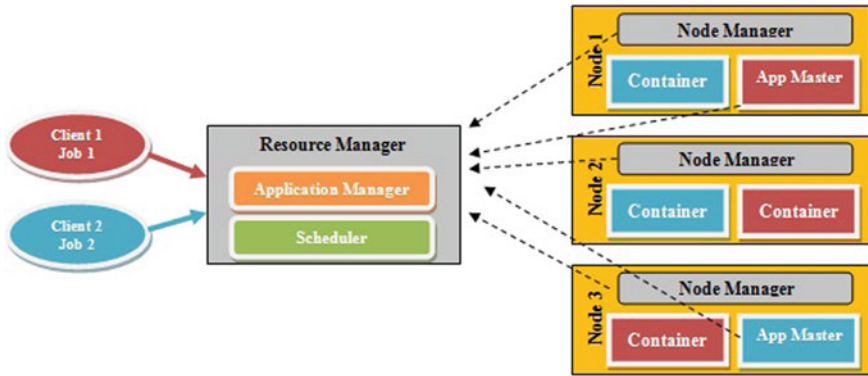 Client 1
Job 1
Client 2
Job 2
Resource Manager
Application Manager
Scheduler
Node 1
Node Manager
Container
App Master
Node 2
Node Manager
Container
Container
Node 3
Node Manager
Container
App Master